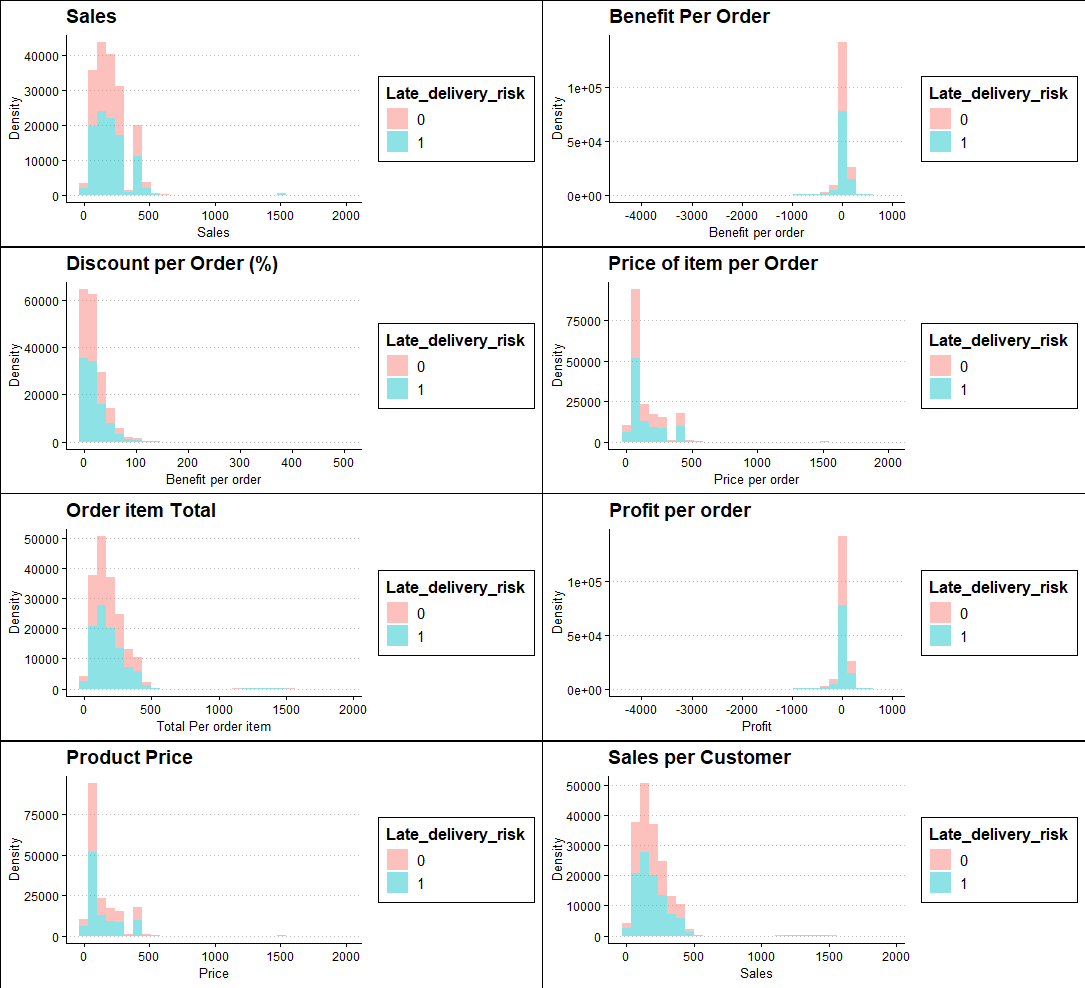 Sales
40000
30000
20000
10000
0
Density
0 500 1000 1500 2000
Sales
Late_delivery_risk
0
1
Benefit Per Order
1e+05
5e+04
0e+00
Density
-4000 -3000 -2000 -1000 0 1000
Benefit per order
Late_delivery_risk
0
1
Discount per Order (%)
60000
40000
20000
0
Density
0 100 200 300 400 500
Benefit per order
Late_delivery_risk
0
1
Price of item per Order
75000
50000
25000
0
Density
0 500 1000 1500 2000
Price per order
Late_delivery_risk
0
1
Order item Total
50000
40000
30000
20000
10000
0
Density
0 500 1000 1500 2000
Total Per order item
Late_delivery_risk
0
1
Profit per order
1e+05
5e+04
0e+00
Density
-4000 -3000 -2000 -1000 0 1000
Profit
Late_delivery_risk
0
1
Product Price
75000
50000
25000
0
Density
0 500 1000 1500 2000
Price
Late_delivery_risk
0
1
Sales per Customer
50000
40000
30000
20000
10000
0
Density
0 500 1000 1500 2000
Sales
Late_delivery_risk
0
1